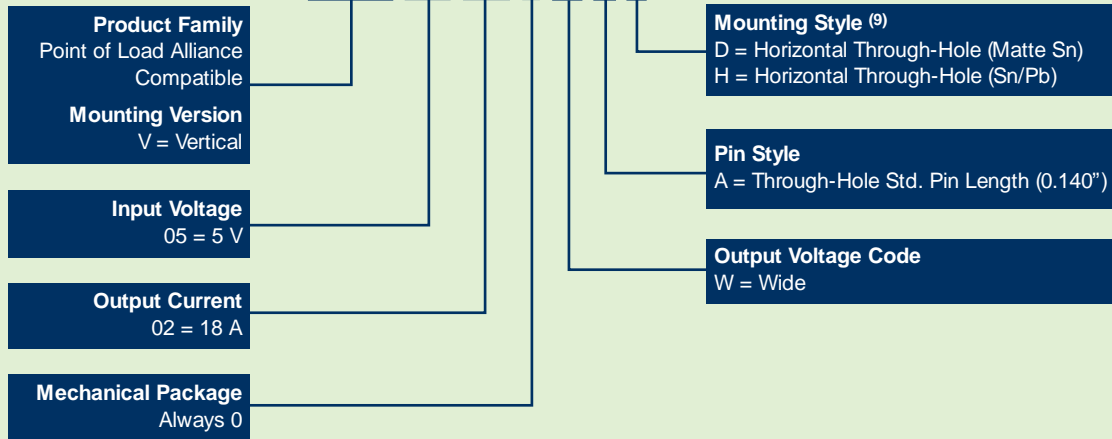 Product Family
Point of Load Alliance
Compatible
Mounting Version
V = Vertical
Input Voltage
05 = 5 V
Output Current
02 = 18 A
Mechanical Package
Always 0
Mounting Style (9)
D = Horizontal Through-Hole (Matte Sn)
H = Horizontal Through-Hole (Sn/Pb)
Pin Style
A = Through-Hole Std. Pin Length (0.140”)
Output Voltage Code
W = Wide